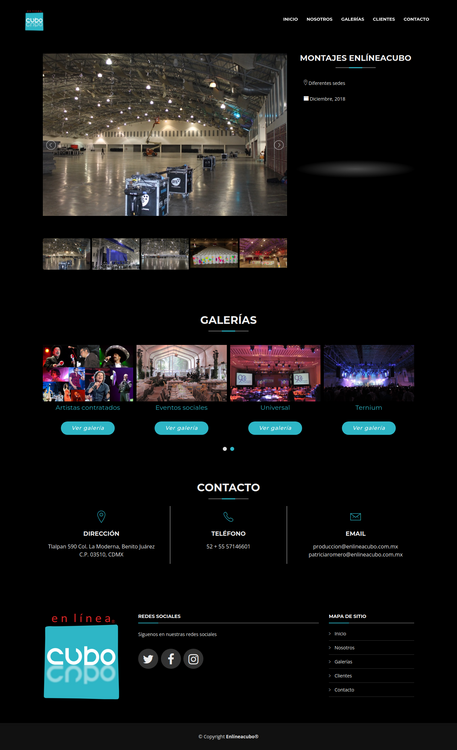 cubo
INICIO NOSOTROS GALERÍAS CLIENTES CONTACTO
MONTAJES ENLÍNEACUBO
Diferentes sedes
Diciembre, 2018
GALERÍAS
Artistas contratados
Eventos sociales
Universal
Ternium
Ver galería
Ver galería
Ver galería
Ver galería
CONTACTO
DIRECCIÓN
Tlalpan 590 Col. La Moderna, Benito Juárez
C.P. 03510, CDMX
TELÉFONO
52 + 55 57146601
EMAIL
produccion@enlineacubo.com.mx
patriciaromero@enlineacubo.com.mx
en línea
cubo
REDES SOCIALES
Síguenos en nuestras redes sociales
MAPA DE SITIO
Inicio
Nosotros
Galerías
Clientes
Contacto
© Copyright Enlíneacubo®